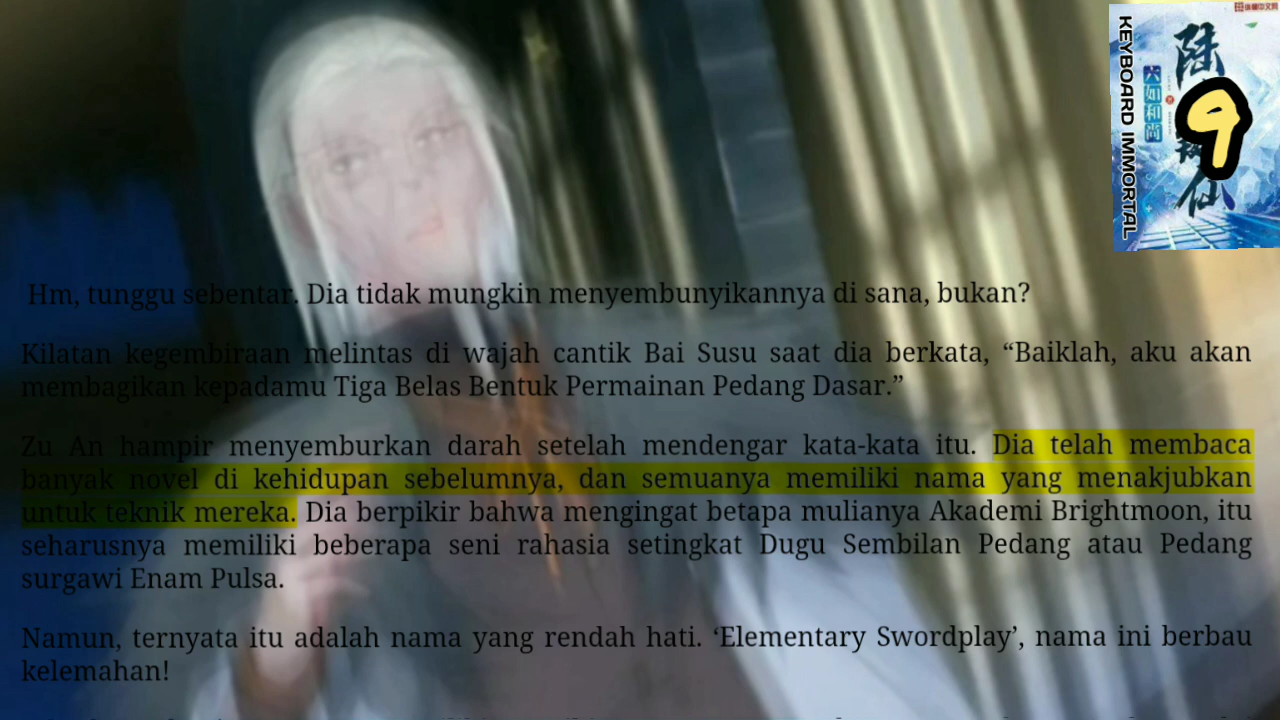 KEYBOARD IMMORTAL
六如和尚
9
Hm, tunggu sebentar. Dia tidak mungkin menyembunyikannya di sana, bukan?
Kilatan kegembiraan melintas di wajah cantik Bai Susu saat dia berkata, “Baiklah, aku akan
membagikan kepadamu Tiga Belas Bentuk Permainan Pedang Dasar.”
Zu An hampir menyemburkan darah setelah mendengar kata-kata itu. Dia telah membaca
banyak novel di kehidupan sebelumnya, dan semuanya memiliki nama yang menakjubkan
untuk teknik mereka. Dia berpikir bahwa mengingat betapa mulianya Akademi Brightmoon, itu
seharusnya memiliki beberapa seni rahasia setingkat Dugu Sembilan Pedang atau Pedang
surgawi Enam Pulsa.
Namun, ternyata itu adalah nama yang rendah hati. ‘Elementary Swordplay’, nama ini berbau
kelemahan!